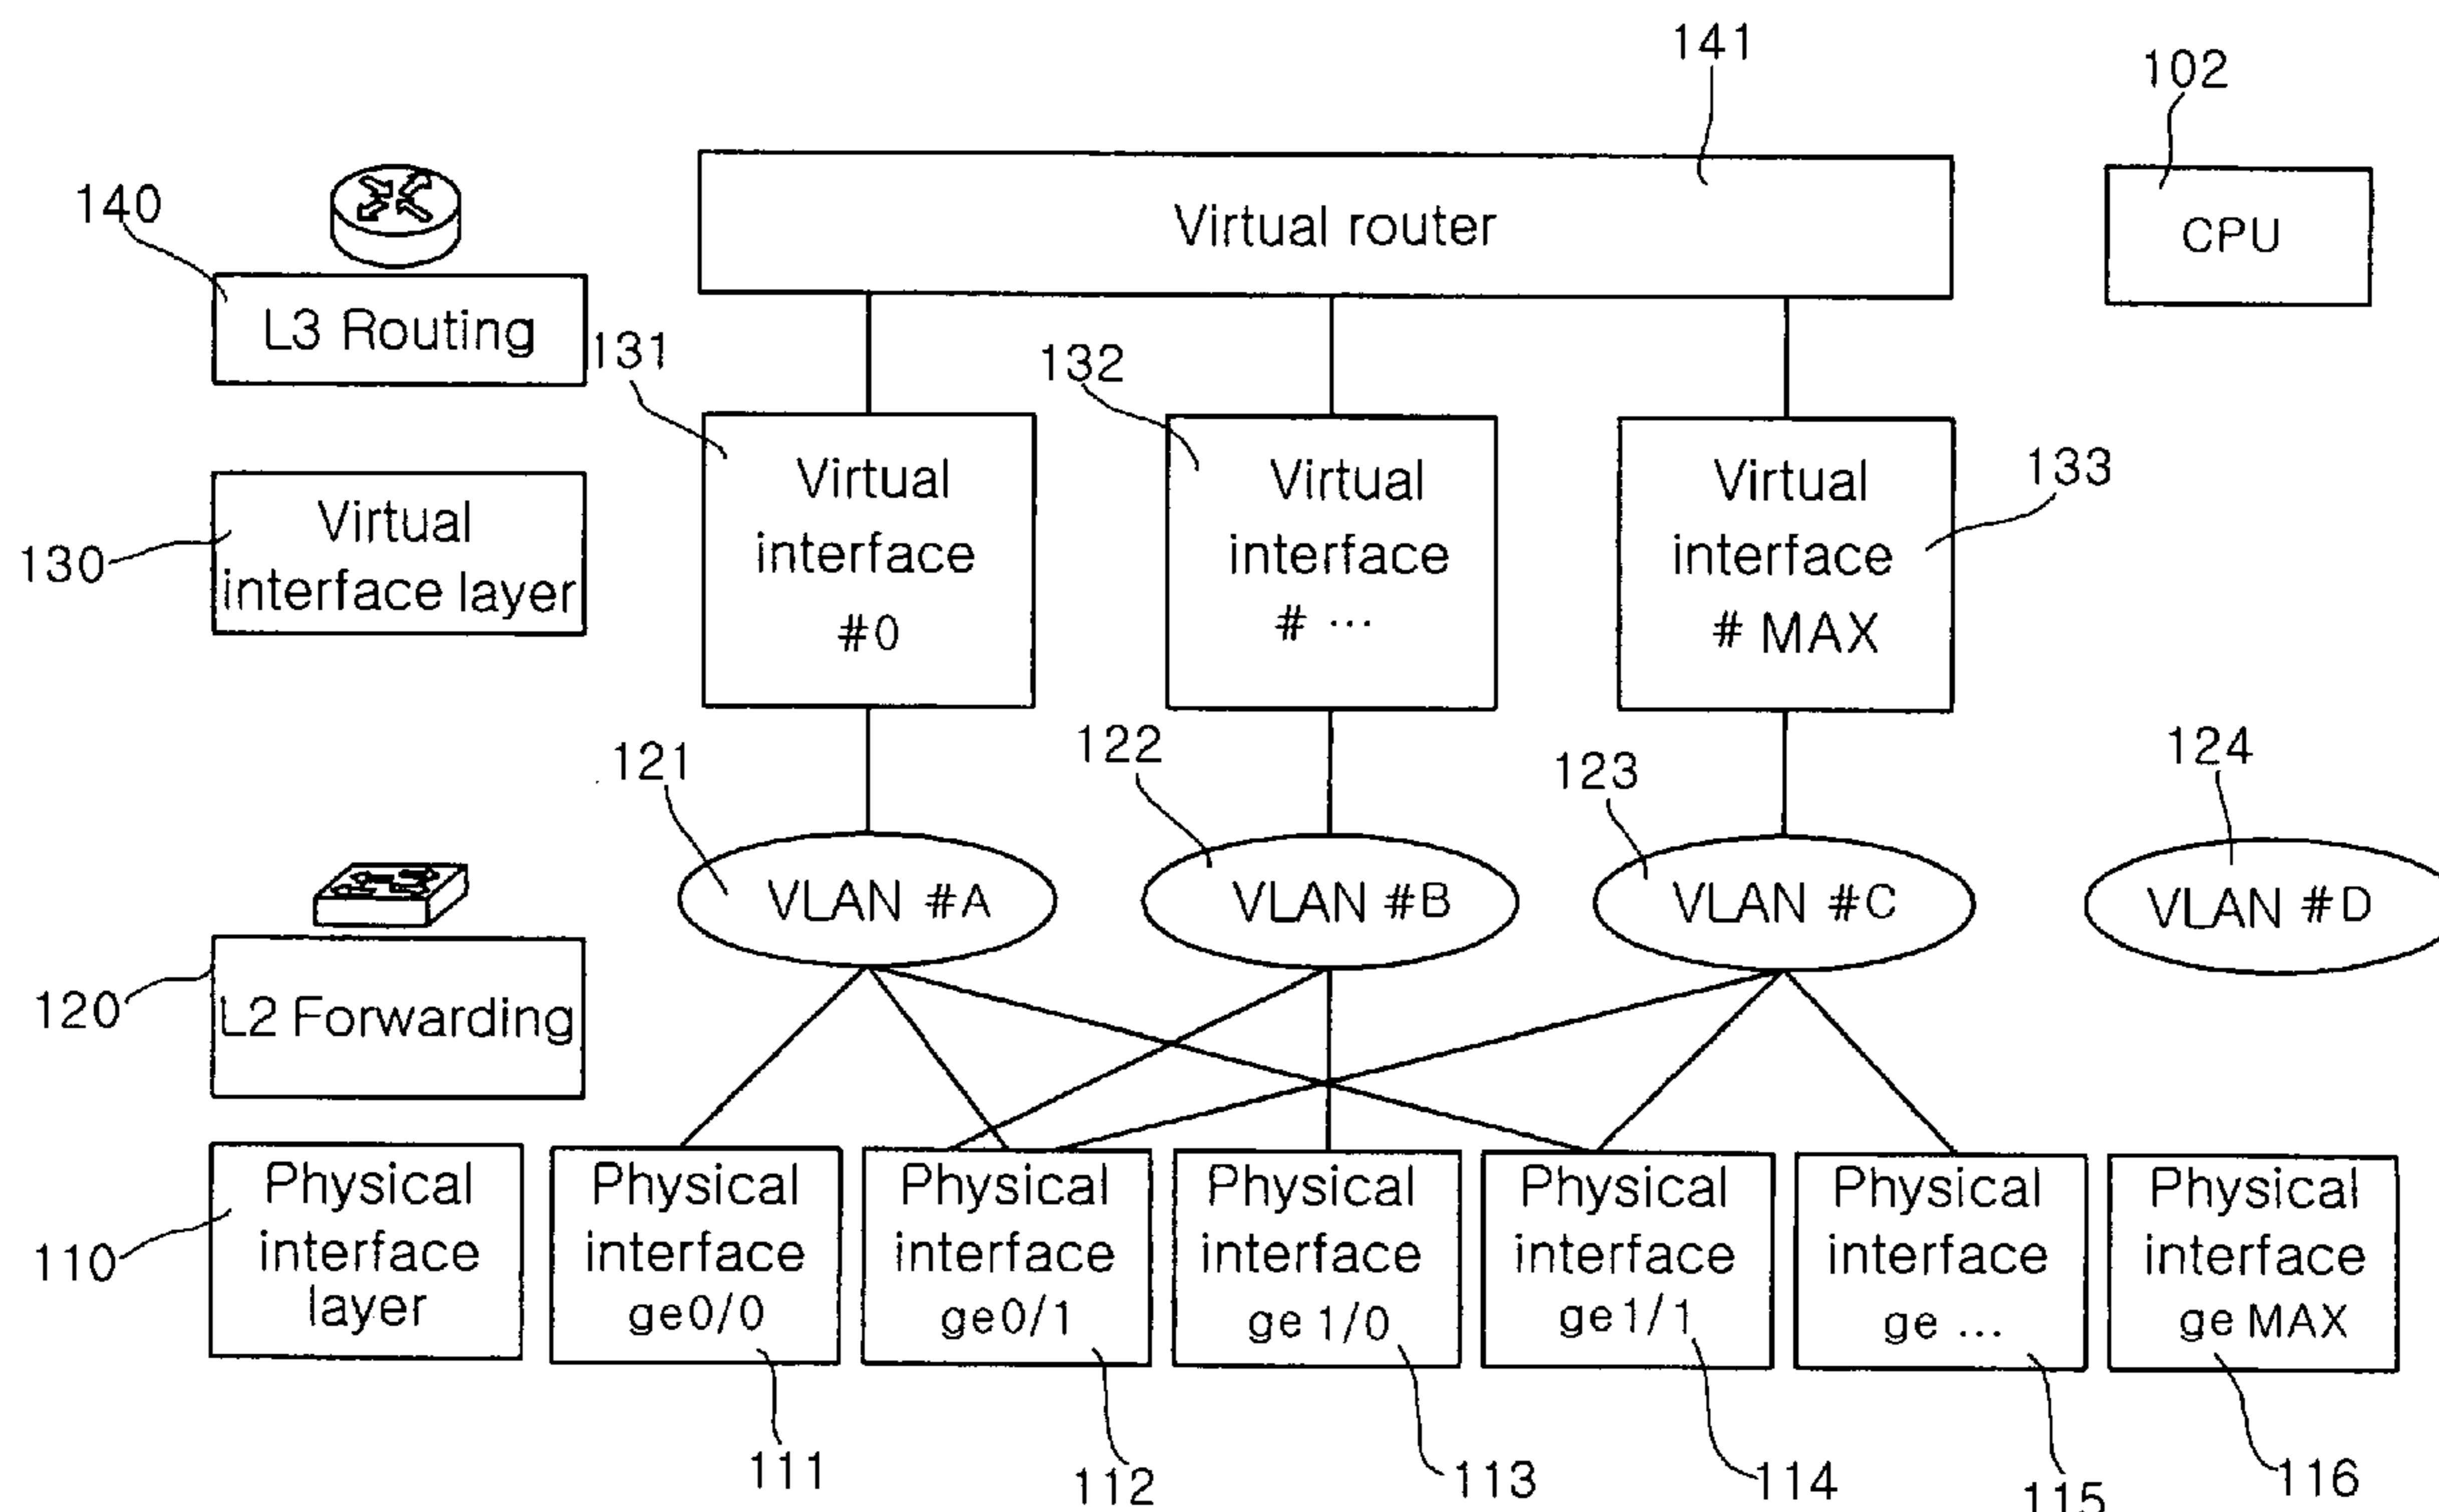 141
102
140
Virtual router
CPU
L3 Routing
131
132
133
130
Virtual
interface layer
Virtual
interface
#0
Virtual
interface
# ...
Virtual
interface
# MAX
121
122
123
124
VLAN #A
VLAN #B
VLAN #C
VLAN #D
120
L2 Forwarding
110
Physical
interface
layer
Physical
interface
ge0/0
Physical
interface
ge0/1
Physical
interface
ge1/0
Physical
interface
ge1/1
Physical
interface
ge ...
Physical
interface
ge MAX
111
112
113
114
115
116